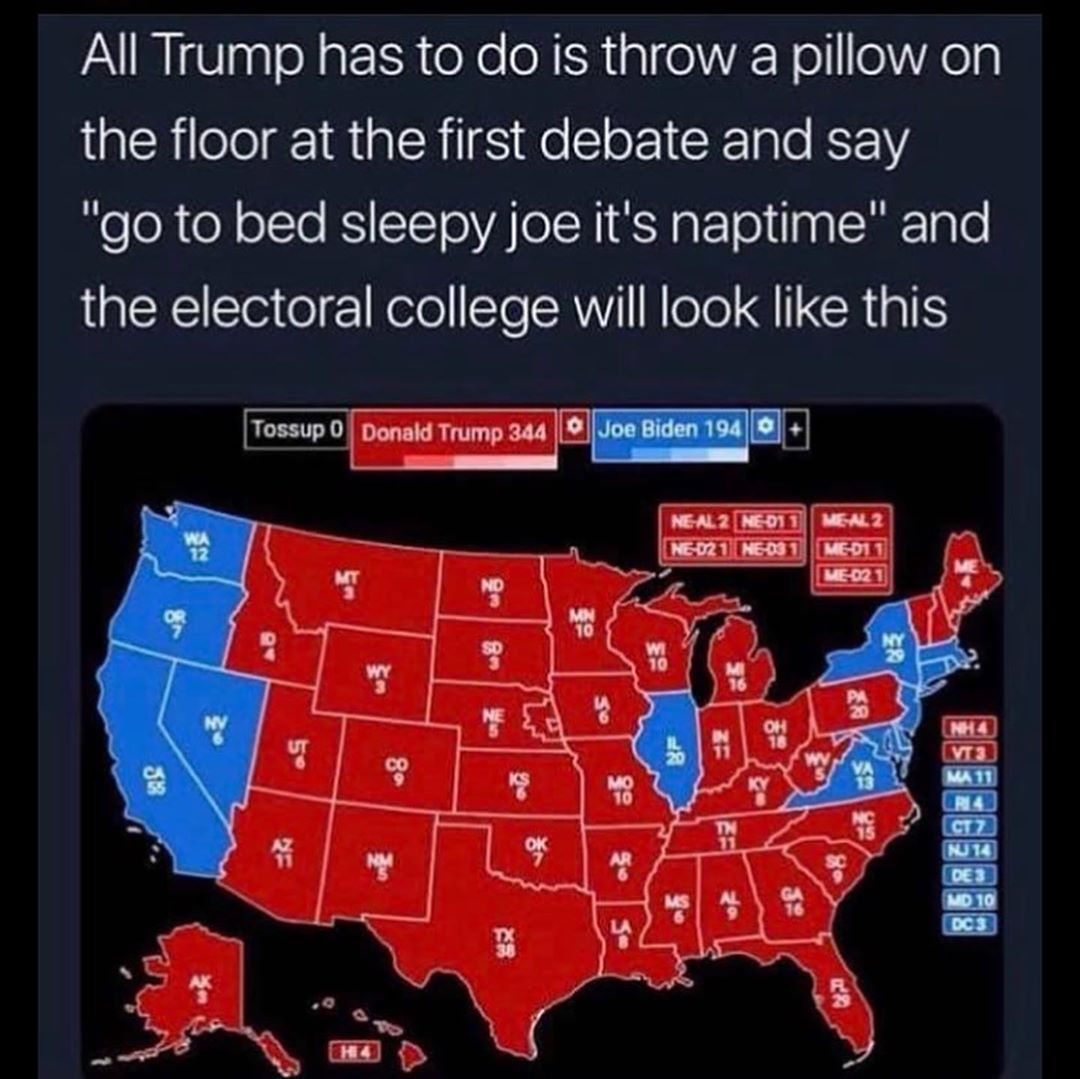 All Trump has to do is throw a pillow on
the floor at the first debate and say
"go to bed sleepy joe it's naptime" and
the electoral college will look like this
Tossup 0 Donald Trump 344 Joe Biden 194 +
NE-AL 2 NE-D1 1 ME-AL 2
NE-D2 1 NE-D3 1 ME-D1 1
ME-D2 1
WA
12
OR
7
CA
55
NV
6
ID
4
MT
3
WY
3
UT
6
CO
9
AZ
11
NM
5
ND
3
SD
3
NE
5
KS
6
OK
7
TX
38
MN
10
IA
6
MO
10
AR
6
LA
8
WI
10
IL
20
MI
16
IN
11
OH
18
KY
8
TN
11
MS
6
AL
9
GA
16
FL
29
SC
9
NC
15
VA
13
WV
5
PA
20
NY
29
ME
4
NH 4
VT 3
MA 11
RI 4
CT 7
NJ 14
DE 3
MD 10
DC 3
AK
3
HI 4